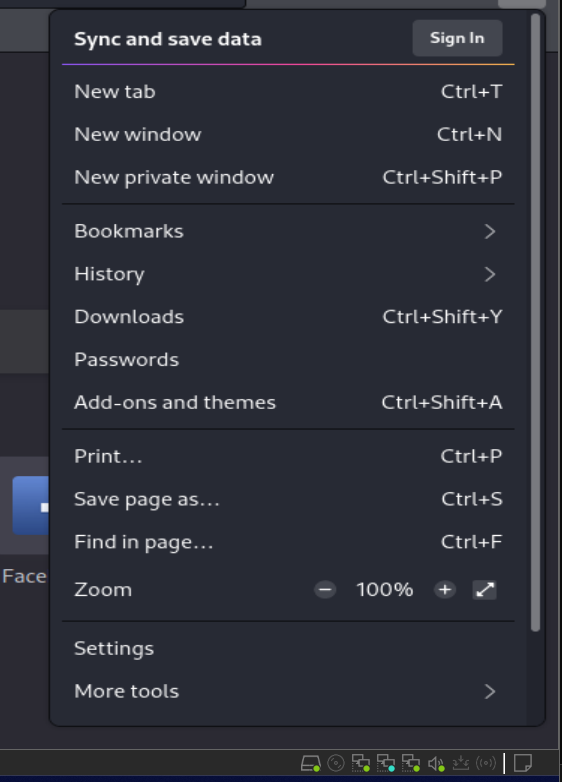 Sync and save data Sign In
New tab Ctrl+T
New window Ctrl+N
New private window Ctrl+Shift+P
Bookmarks
History
Downloads Ctrl+Shift+Y
Passwords
Add-ons and themes Ctrl+Shift+A
Print… Ctrl+P
Save page as… Ctrl+S
Find in page… Ctrl+F
Face
Zoom − 100% +
Settings
More tools